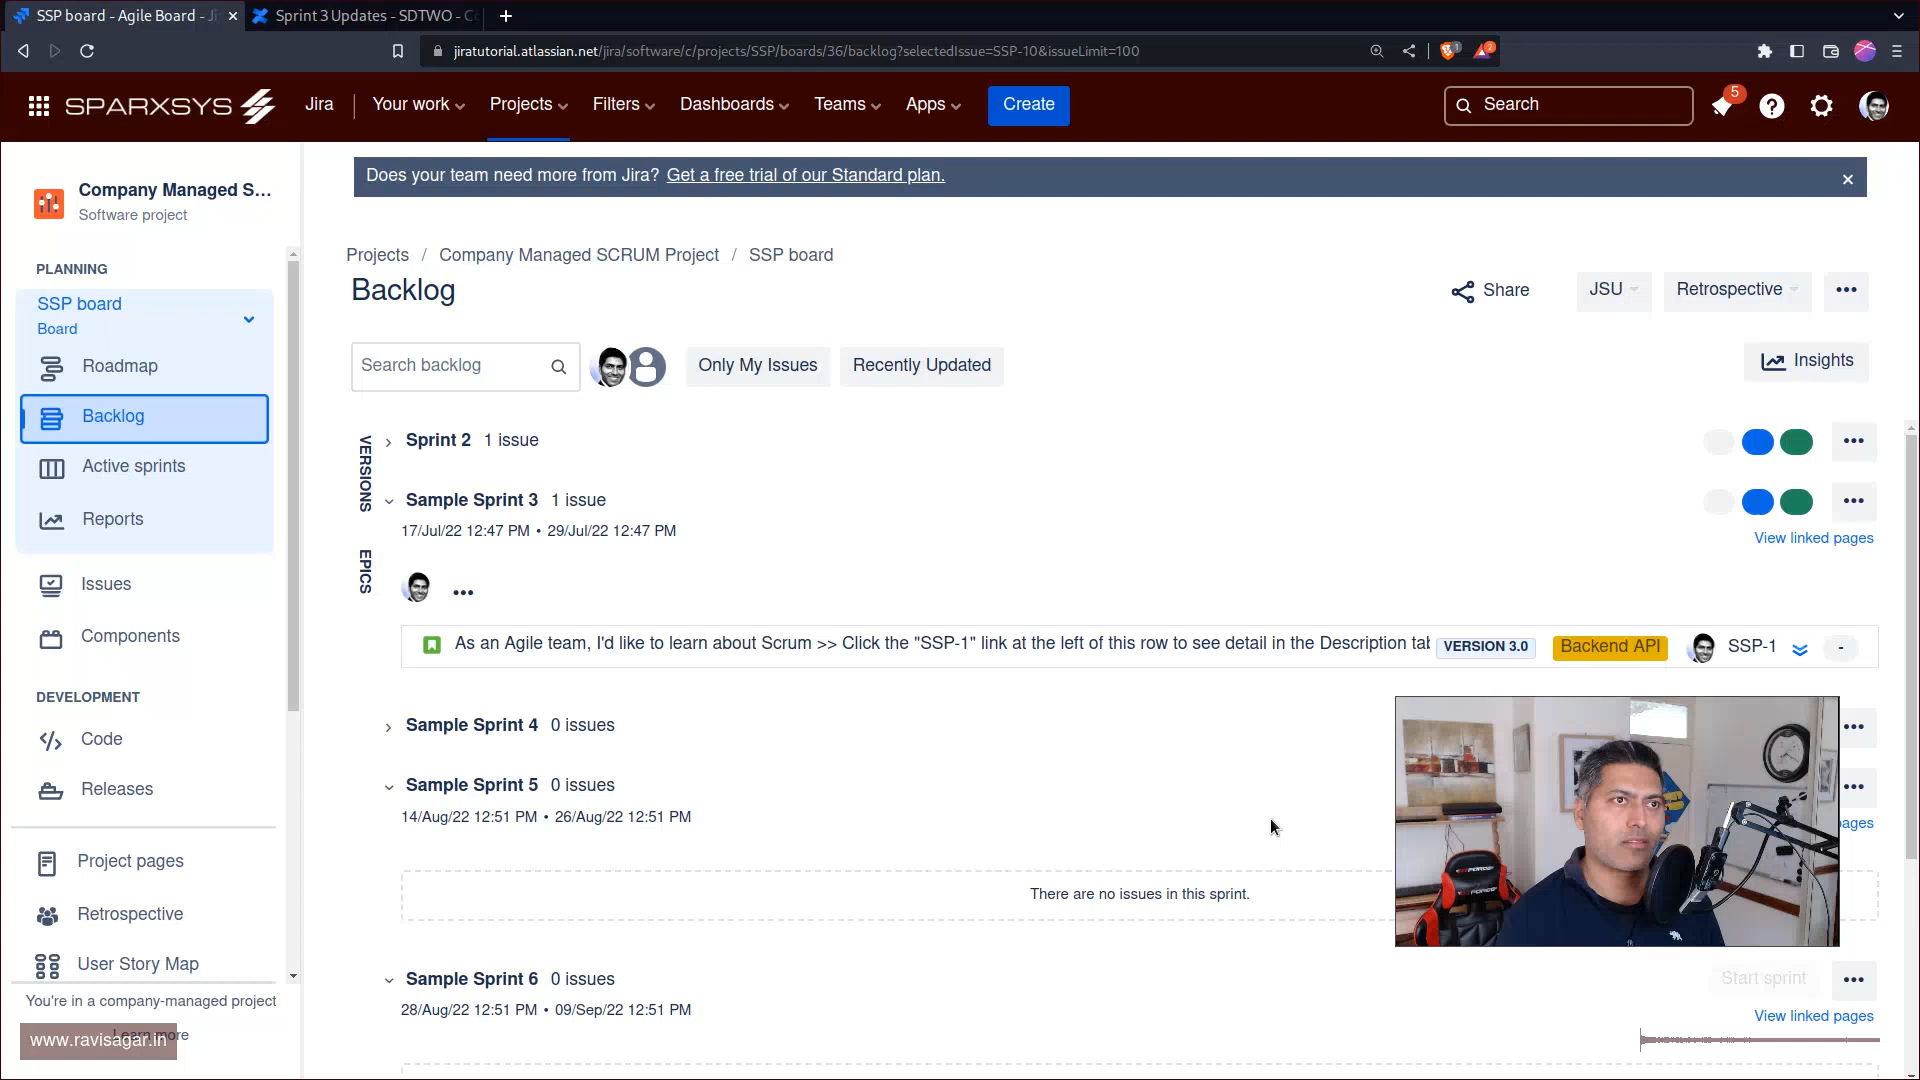 SSP board - Agile Board - Ji
Sprint 3 Updates - SDTWO - C
jiratutorial.atlassian.net/jira/software/c/projects/SSP/boards/36/backlog?selectedIssue=SSP-10&issueLimit=100
1
2
SPARXSYS
Jira
Your work
Projects
Filters
Dashboards
Teams
Apps
Create
Search
5
Company Managed S...
Software project
Does your team need more from Jira? Get a free trial of our Standard plan.
PLANNING
SSP board
Board
Roadmap
Backlog
Active sprints
Reports
Issues
Components
DEVELOPMENT
Code
Releases
Project pages
Retrospective
User Story Map
You're in a company-managed project
Learn more
www.ravisagar.in
Projects / Company Managed SCRUM Project / SSP board
Backlog
Share
JSU
Retrospective
Search backlog
Only My Issues
Recently Updated
Insights
VERSIONS
EPICS
Sprint 2 1 issue
Sample Sprint 3 1 issue
17/Jul/22 12:47 PM • 29/Jul/22 12:47 PM
View linked pages
As an Agile team, I'd like to learn about Scrum >> Click the "SSP-1" link at the left of this row to see detail in the Description tab
VERSION 3.0
Backend API
SSP-1
-
Sample Sprint 4 0 issues
Sample Sprint 5 0 issues
14/Aug/22 12:51 PM • 26/Aug/22 12:51 PM
pages
There are no issues in this sprint.
Sample Sprint 6 0 issues
Start sprint
28/Aug/22 12:51 PM • 09/Sep/22 12:51 PM
View linked pages